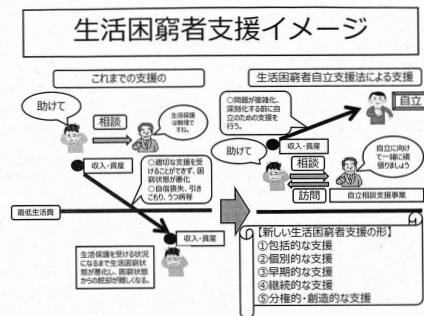 生活困窮者支援イメージ
これまでの支援の
助けて
相談
生活保護
は無理です
ね。
収入・資産
○適切な支援を受
けることができず、困
窮状態が悪化
○自信喪失、引き
こもり、うつ病等
最低生活費
収入・資産
生活保護を受ける状況
になるまで生活困窮状
態が悪化し、困窮状態
からの脱却が難しくなる。
生活困窮者自立支援法による支援
○問題が複雑化、
深刻化する前に自
立のための支援を
行う。
自立
助けて
収入・資産
相談
訪問
自立に向け
て一緒に頑
張りましょう
自立相談支援事業
【新しい生活困窮者支援の形】
①包括的な支援
②個別的な支援
③早期的な支援
④継続的な支援
⑤分権的・創造的な支援